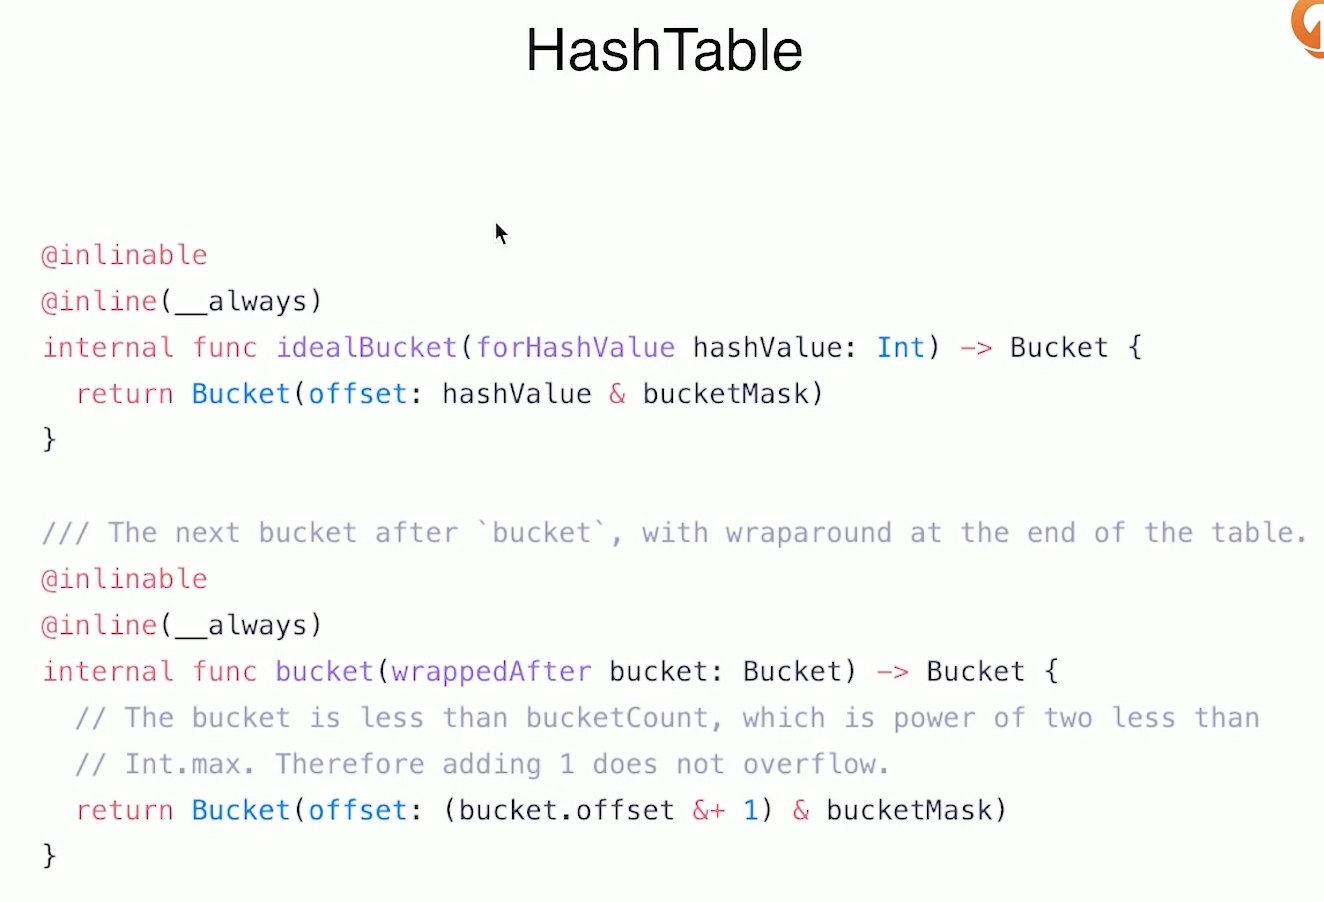 HashTable
@inlinable
@inline(__always)
internal func idealBucket(forHashValue hashValue: Int) -> Bucket {
  return Bucket(offset: hashValue & bucketMask)
}
/// The next bucket after `bucket`, with wraparound at the end of the table.
@inlinable
@inline(__always)
internal func bucket(wrappedAfter bucket: Bucket) -> Bucket {
  // The bucket is less than bucketCount, which is power of two less than
  // Int.max. Therefore adding 1 does not overflow.
  return Bucket(offset: (bucket.offset &+ 1) & bucketMask)
}